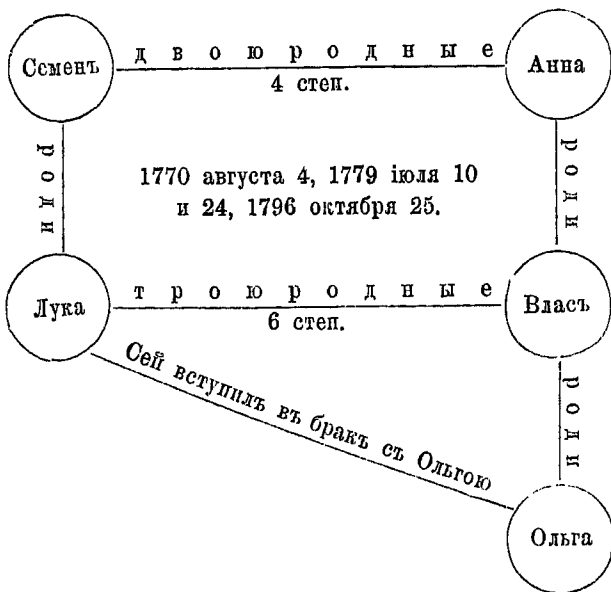 двоюродные
Семенъ
Анна
4 степ.
роди
роди
1770 августа 4, 1779 іюля 10
и 24, 1796 октября 25.
троюродные
Лука
Власъ
6 степ.
Сей вступилъ въ бракъ съ Ольгою
роди
Ольга